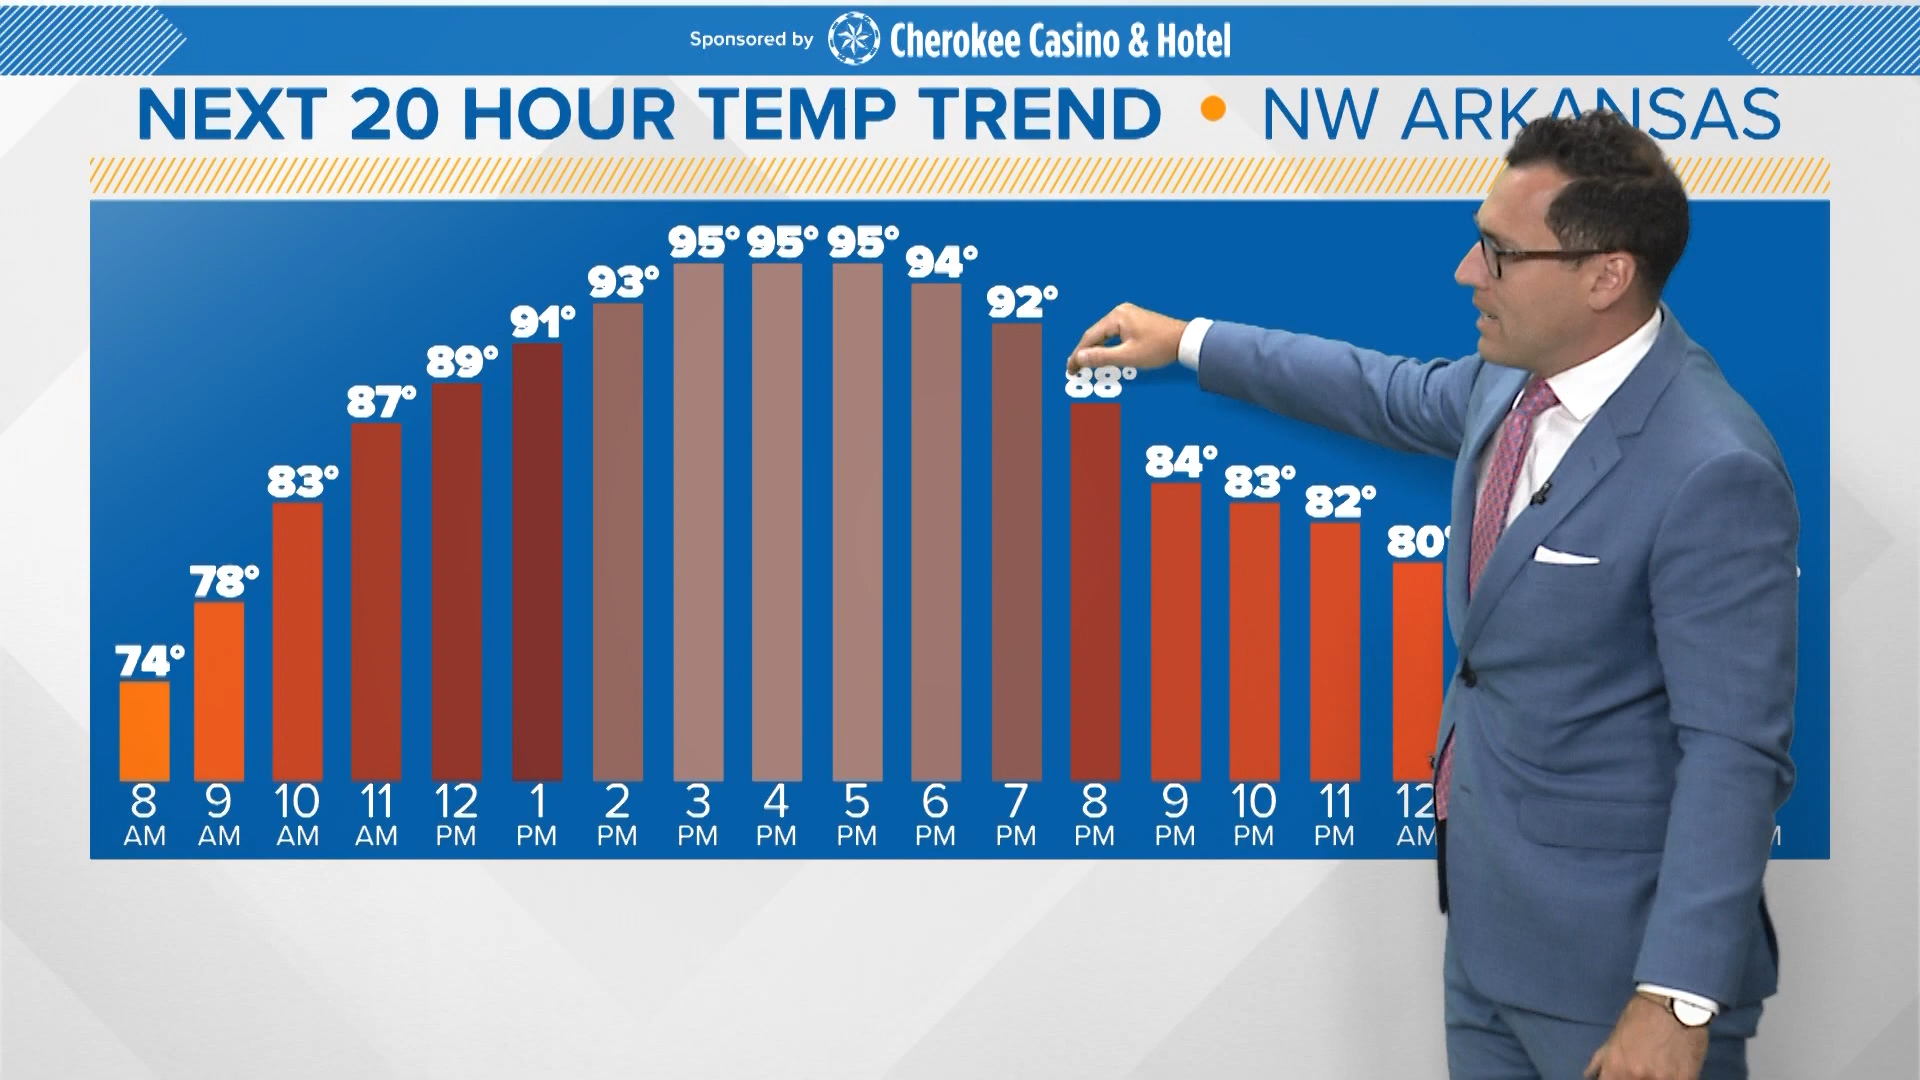 Sponsored by Cherokee Casino & Hotel
NEXT 20 HOUR TEMP TREND • NW ARKANSAS
74° 78° 83° 87° 89° 91° 93° 95° 95° 95° 94° 92° 88° 84° 83° 82° 80°
8 9 10 11 12 1 2 3 4 5 6 7 8 9 10 11 12
AM AM AM AM PM PM PM PM PM PM PM PM PM PM PM PM AM